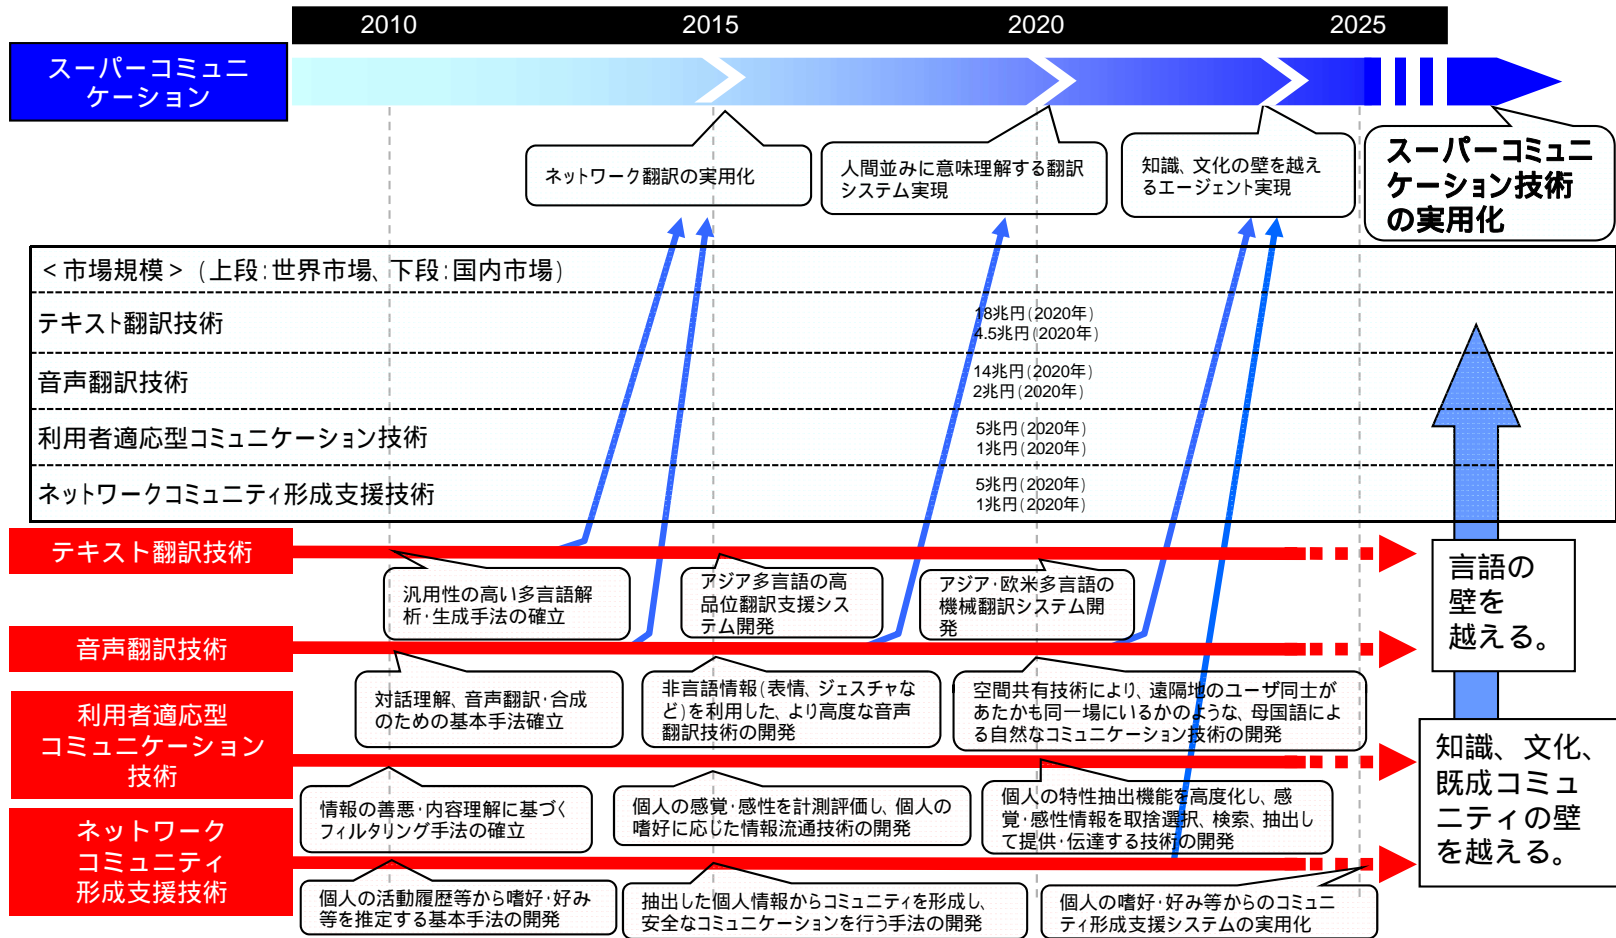 2010
2015
2020
2025
スーパーコミュニ
ケーション
ネットワーク翻訳の実用化
人間並みに意味理解する翻訳
システム実現
知識、文化の壁を越え
るエージェント実現
スーパーコミュニ
ケーション技術
の実用化
＜市場規模＞（上段：世界市場、下段：国内市場）
テキスト翻訳技術
18兆円(2020年)
4.5兆円(2020年)
音声翻訳技術
14兆円(2020年)
2兆円(2020年)
利用者適応型コミュニケーション技術
5兆円(2020年)
1兆円(2020年)
ネットワークコミュニティ形成支援技術
5兆円(2020年)
1兆円(2020年)
テキスト翻訳技術
汎用性の高い多言語解
析・生成手法の確立
アジア多言語の高
品位翻訳支援シス
テム開発
アジア・欧米多言語の
機械翻訳システム開
発
言語の
壁を
越える。
音声翻訳技術
対話理解、音声翻訳・合成
のための基本手法確立
非言語情報(表情、ジェスチャな
ど)を利用した、より高度な音声
翻訳技術の開発
空間共有技術により、遠隔地のユーザ同士が
あたかも同一場にいるかのような、母国語によ
る自然なコミュニケーション技術の開発
利用者適応型
コミュニケーション
技術
情報の善悪・内容理解に基づく
フィルタリング手法の確立
個人の感覚・感性を計測評価し、個人の
嗜好に応じた情報流通技術の開発
個人の特性抽出機能を高度化し、感
覚・感性情報を取捨選択、検索、抽出し
て提供・伝達する技術の開発
知識、文化、
既成コミュ
ニティの壁
を越える。
ネットワーク
コミュニティ
形成支援技術
個人の活動履歴等から嗜好・好み
等を推定する基本手法の開発
抽出した個人情報からコミュニティを形成し、
安全なコミュニケーションを行う手法の開発
個人の嗜好・好み等からのコミュニ
ティ形成支援システムの実用化